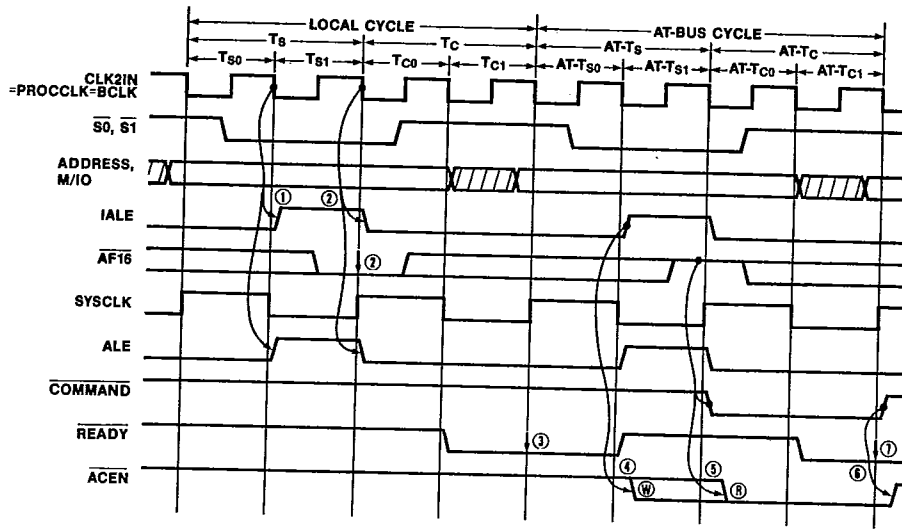 LOCAL CYCLE AT-BUS CYCLE
TS TC AT-TS AT-TC
TS0 TS1 TC0 TC1 AT-TS0 AT-TS1 AT-TC0 AT-TC1
CLK2IN
=PROCCLK=BCLK
S0, S1
ADDRESS,
M/IO
① ②
IALE
AF16
②
SYSCLK
ALE
COMMAND
READY
③ ⑦
④ ⑤ ⑥
ACEN
Ⓦ Ⓡ